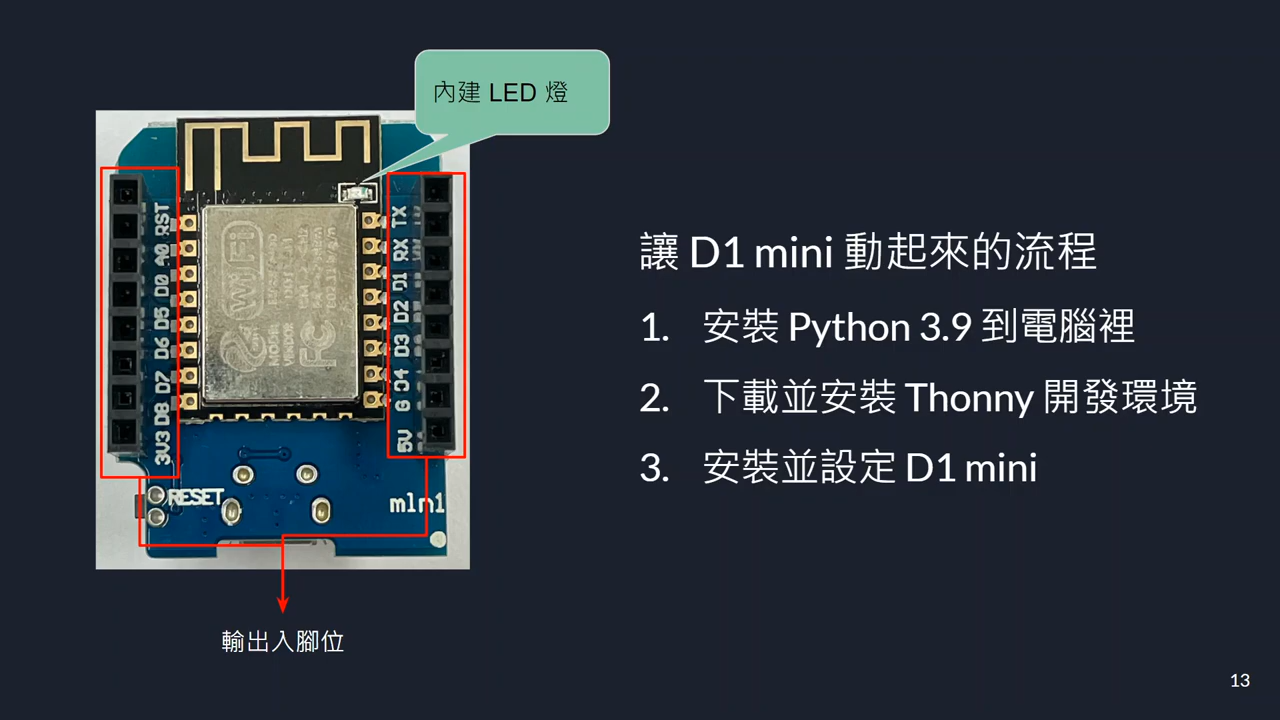 內建 LED 燈
RST
A0
D0
D5
D6
D7
D8
3V3
TX
RX
D1
D2
D3
D4
G
5V
WiFi
FC
RESET
mini
輸出入腳位
讓 D1 mini 動起來的流程
1. 安裝 Python 3.9 到電腦裡
2. 下載並安裝 Thonny 開發環境
3. 安裝並設定 D1 mini
13